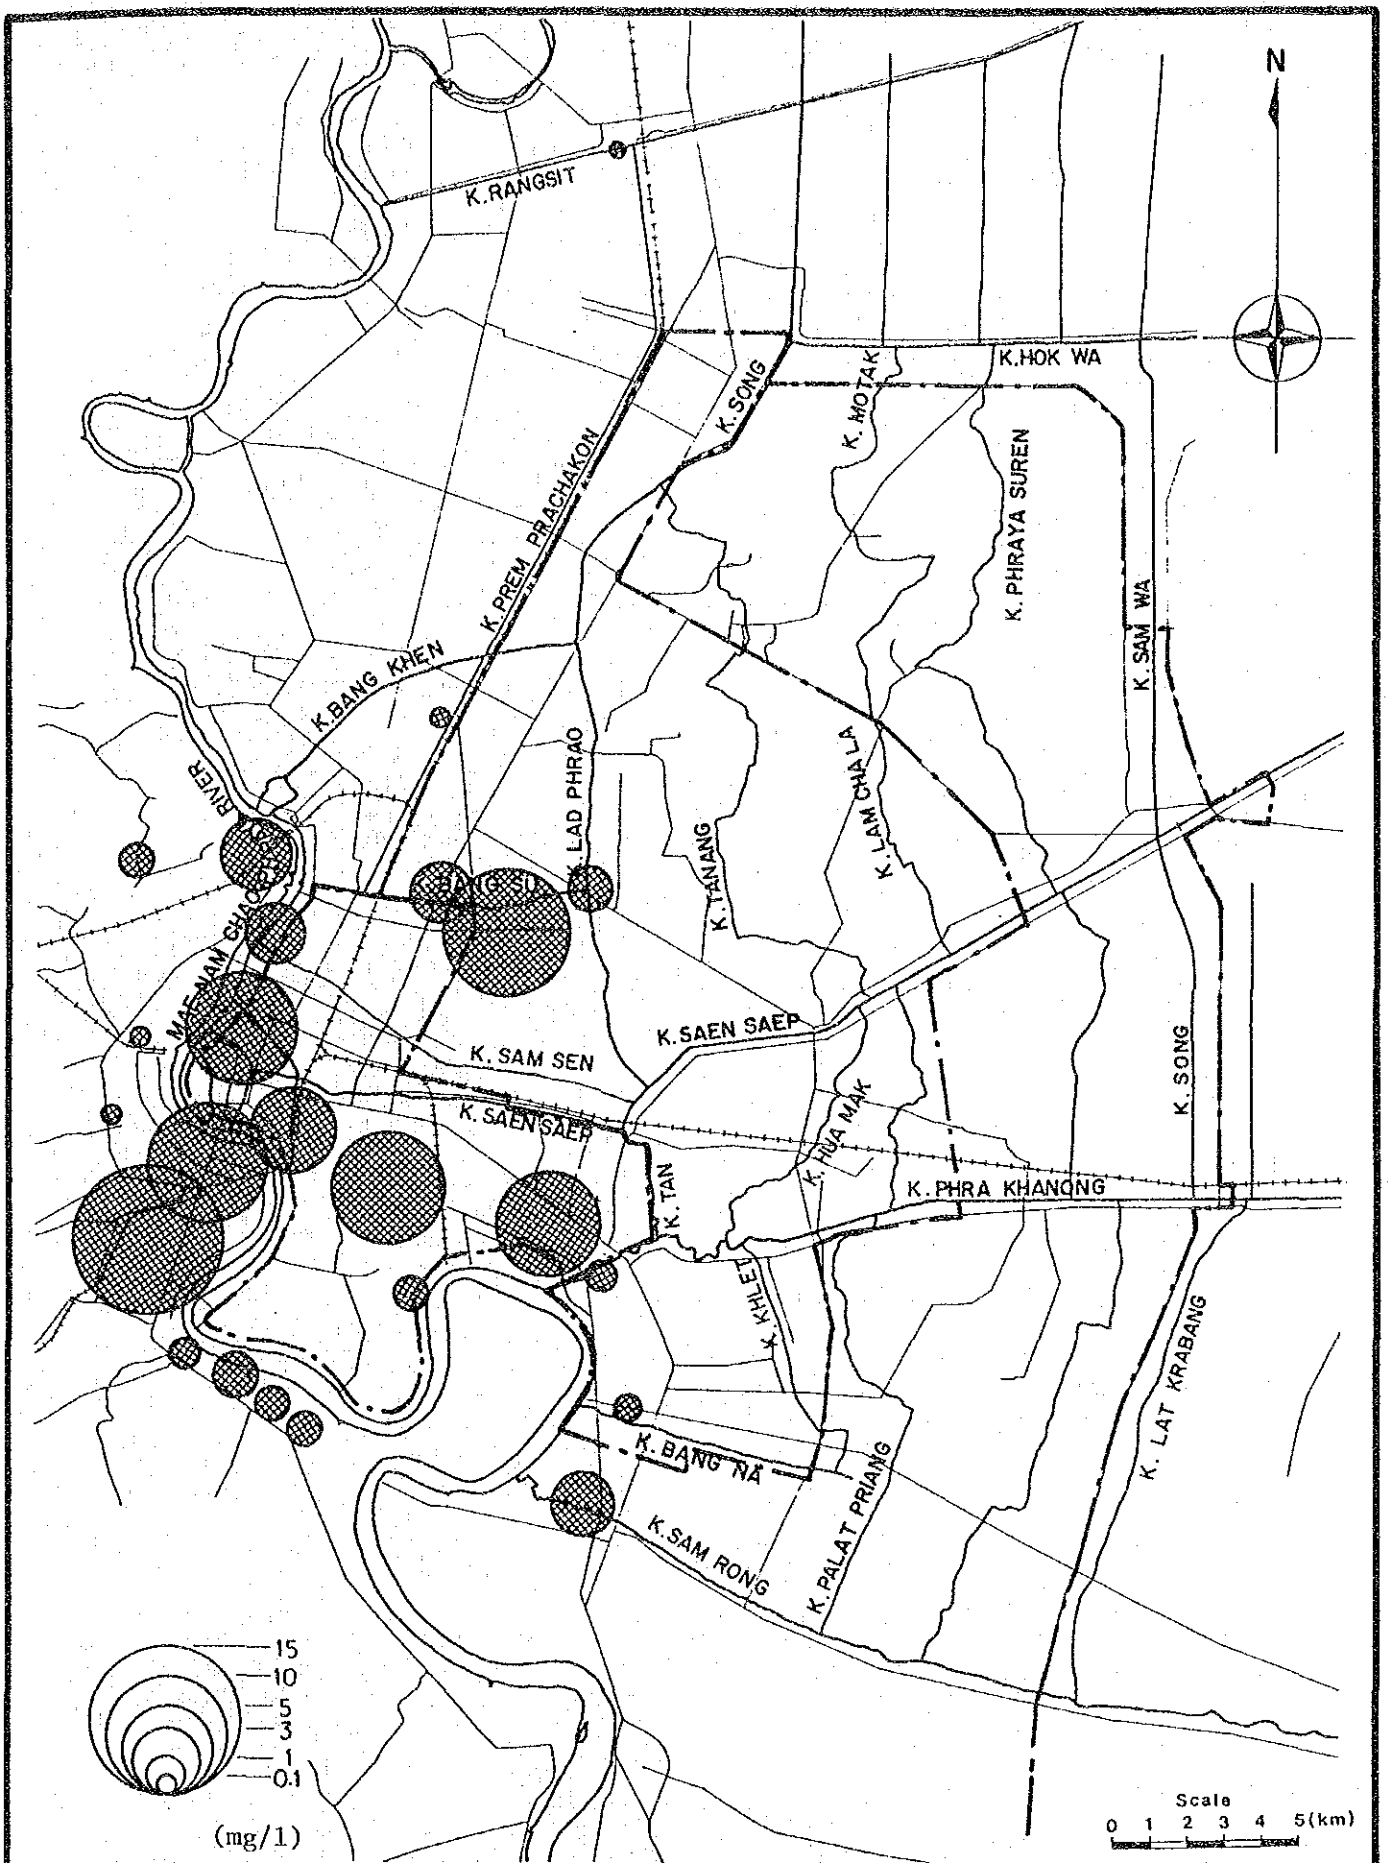 N
K.RANGSIT
K.HOK WA
K. SONG
K. MOTAK
K. PREM PRACHAKON
K. PHRAYA SUREN
K. SAM WA
K.BANG KHEN
RIVER
K. LAD PHRAO
K. LAM CHALA
K. TANANG
BANG SU
MAE NAM CHAO
K.SAEN SAEP
K. SONG
K. SAM SEN
K. SAEN SAEP
K. HUA MAK
K. TAN
K. PHRA KHANONG
K. KHLET
K. LAT KRABANG
K. BANG NA
K. PALAT PRIANG
K.SAM RONG
15
10
5
3
1
0.1
(mg/l)
Scale
0 1 2 3 4 5(km)